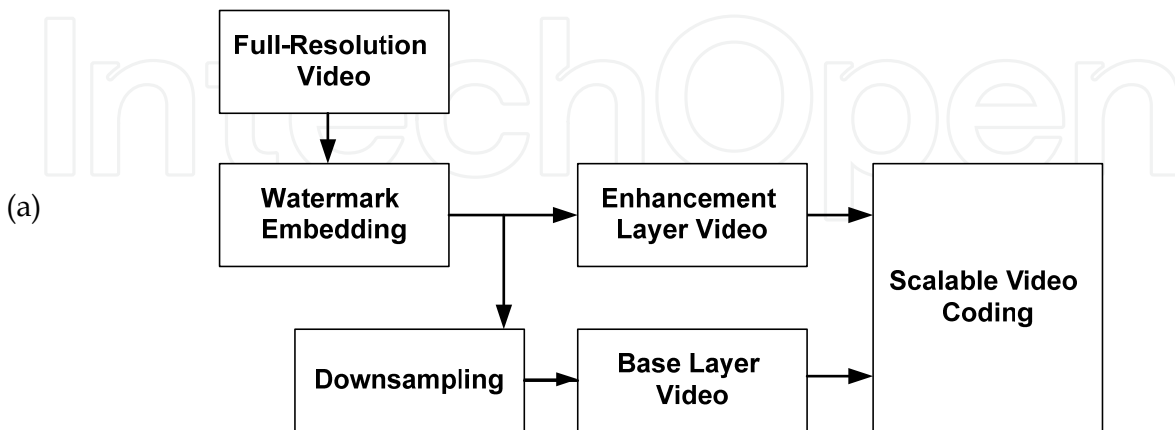 IntechOpen
Full-Resolution
Video
(a)
Watermark
Embedding
Enhancement
Layer Video
Scalable Video
Coding
Downsampling
Base Layer
Video